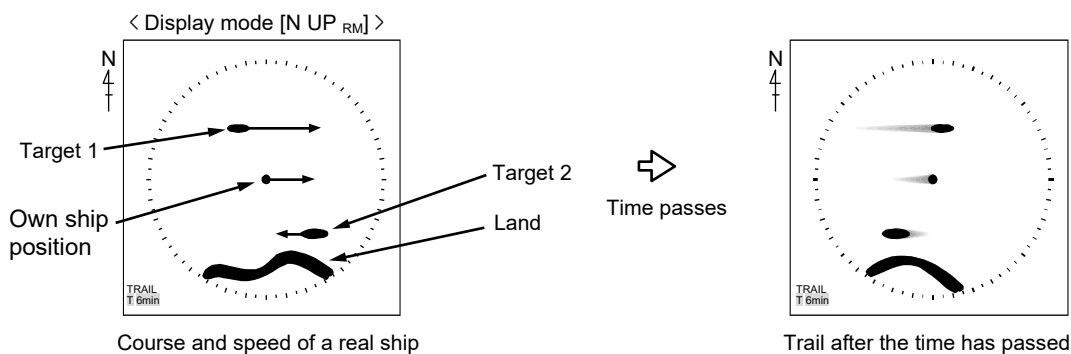 < Display mode [N UP RM] >
N
Target 1
Own ship
position
Target 2
Land
TRAIL
T 6min
Course and speed of a real ship
Time passes
N
TRAIL
T 6min
Trail after the time has passed